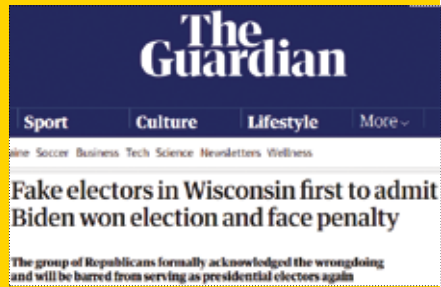 The
Guardian
Sport Culture Lifestyle More
ine Soccer Business Tech Science Newsletters Wellness
Fake electors in Wisconsin first to admit
Biden won election and face penalty
The group of Republicans formally acknowledged the wrongdoing
and will be barred from serving as presidential electors again